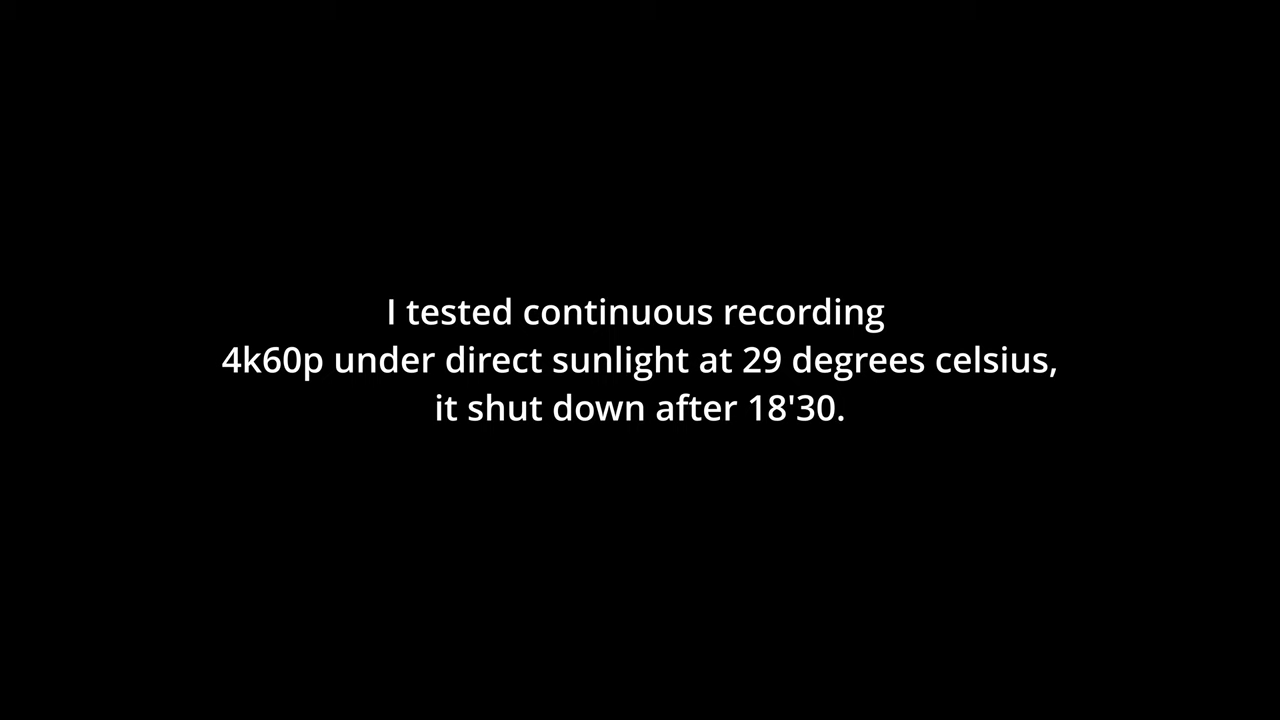 I tested continuous recording
4k60p under direct sunlight at 29 degrees celsius,
it shut down after 18'30.